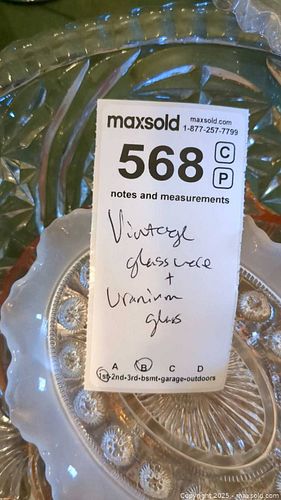 maxsold maxsold.com
1-877-257-7799
568 C
P
notes and measurements
Vintage
glassware
+
Uranium
glass
A B C D
1st-2nd-3rd-bsmt-garage-outdoors
Copyright 2025 - maxsold.com